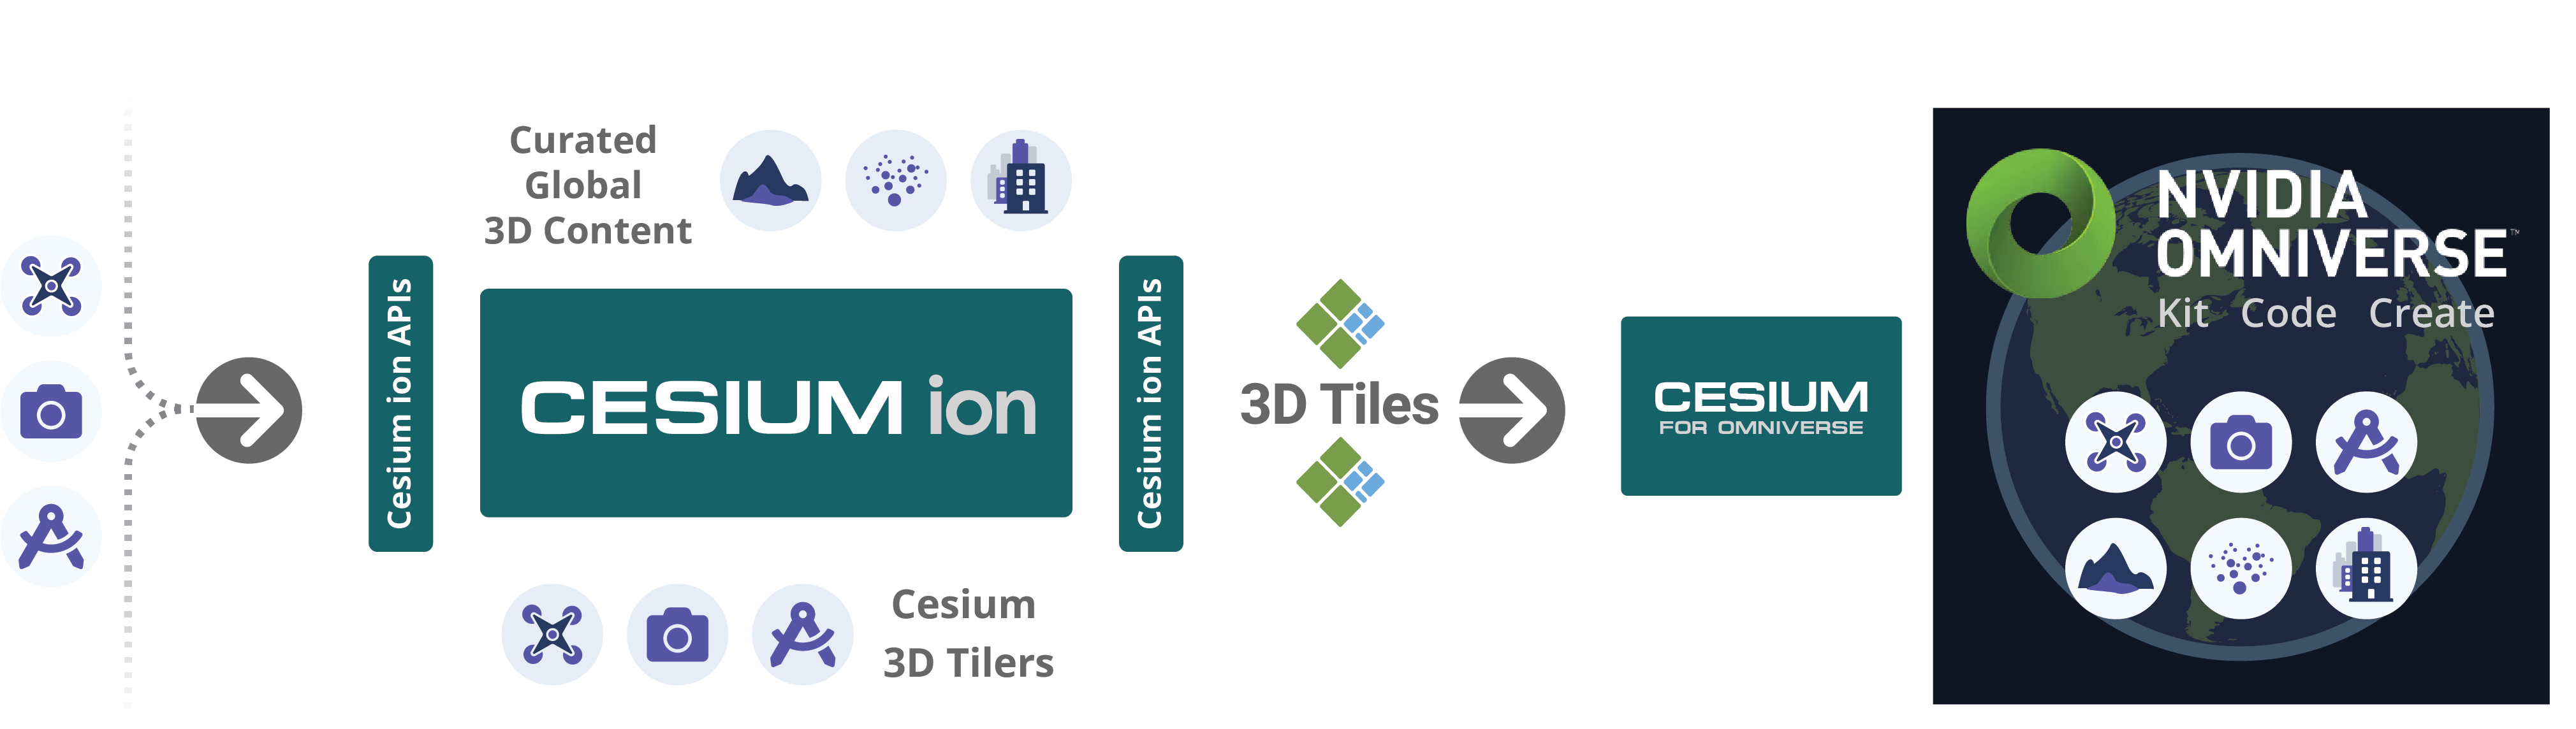 Curated
Global
3D Content
Cesium ion APIs
CESIUM ion
Cesium ion APIs
Cesium
3D Tilers
3D Tiles
CESIUM
FOR OMNIVERSE
NVIDIA
OMNIVERSE™
Kit Code Create